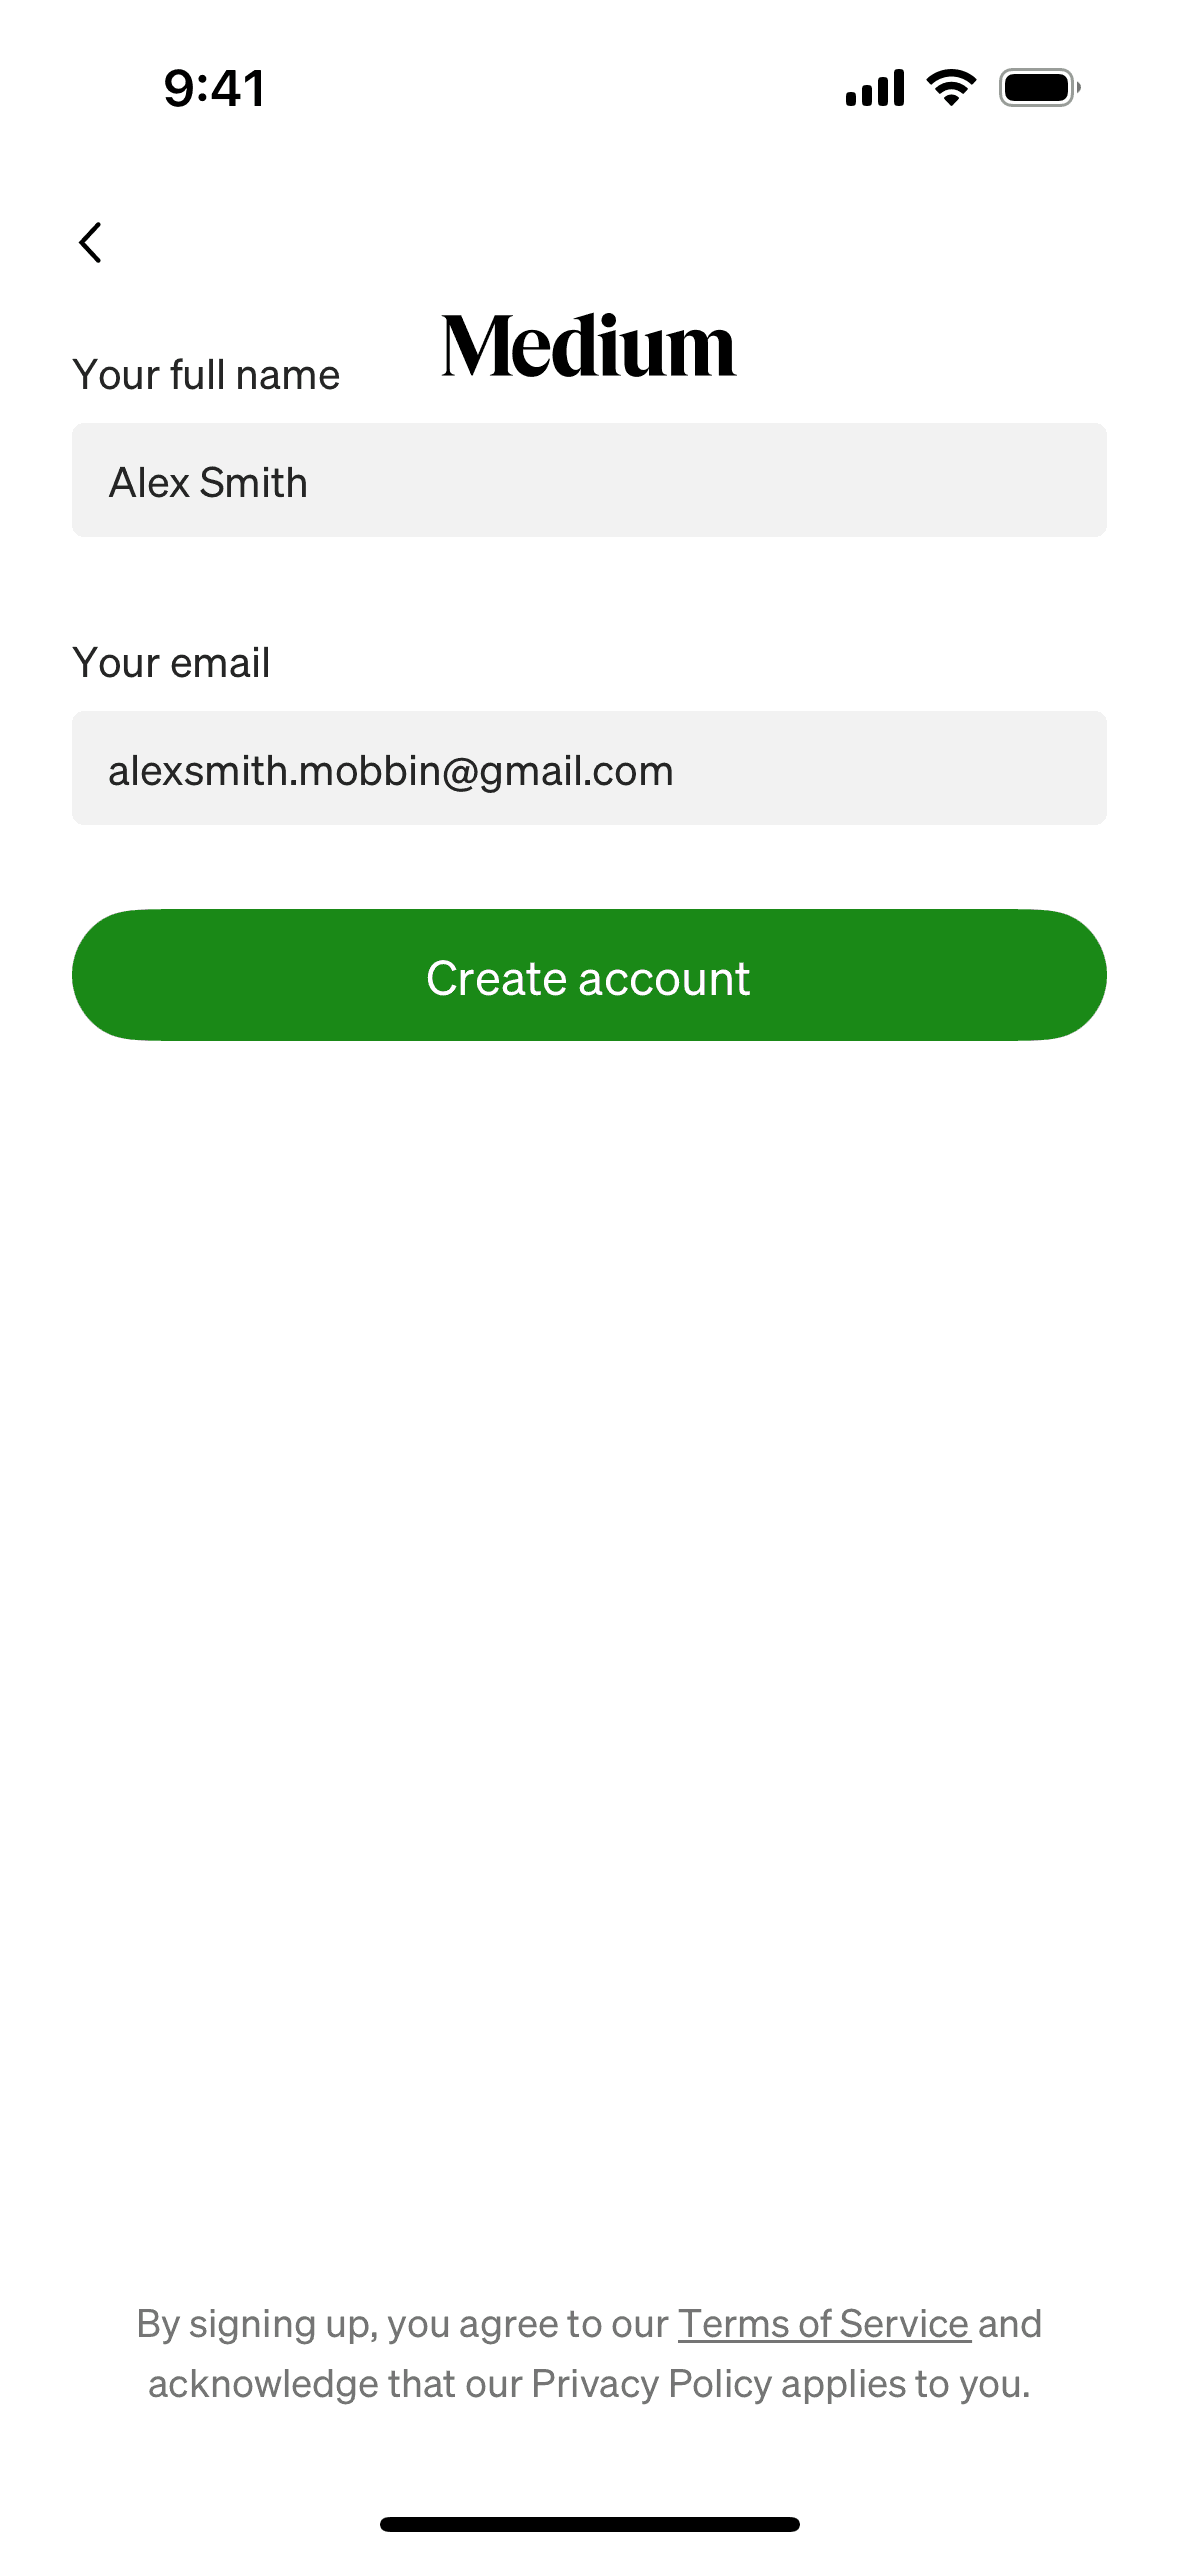 9:41
Medium
Your full name
Alex Smith
Your email
alexsmith.mobbin@gmail.com
Create account
By signing up, you agree to our Terms of Service and
acknowledge that our Privacy Policy applies to you.